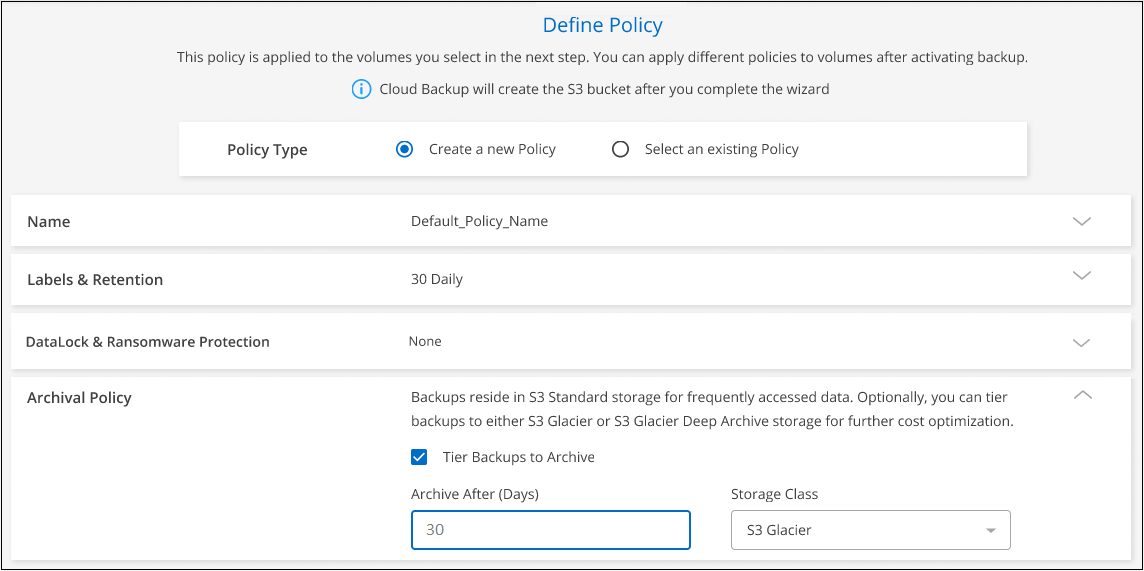 Define Policy
This policy is applied to the volumes you select in the next step. You can apply different policies to volumes after activating backup.
Cloud Backup will create the S3 bucket after you complete the wizard
Policy Type Create a new Policy Select an existing Policy
Name Default_Policy_Name
Labels & Retention 30 Daily
DataLock & Ransomware Protection None
Archival Policy Backups reside in S3 Standard storage for frequently accessed data. Optionally, you can tier
backups to either S3 Glacier or S3 Glacier Deep Archive storage for further cost optimization.
Tier Backups to Archive
Archive After (Days) Storage Class
30 S3 Glacier